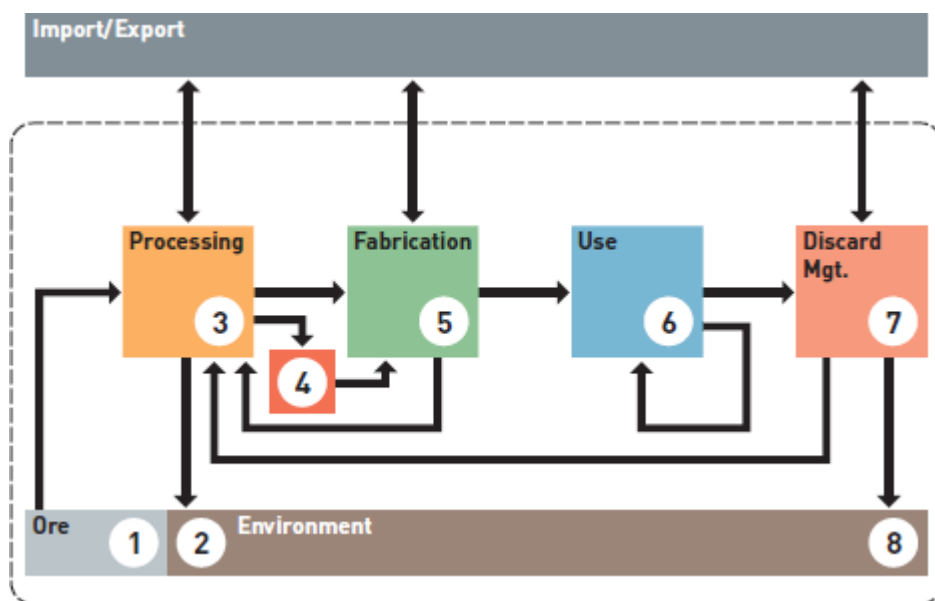 Import/Export
Processing
Fabrication
Use
Discard
Mgt.
3
5
6
7
4
Ore
1
2
Environment
8